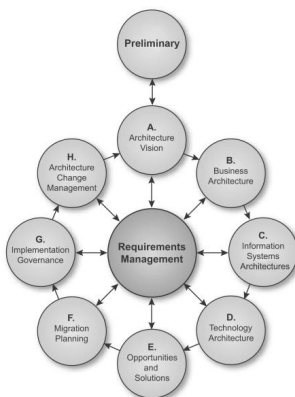 Preliminary
A.
Architecture
Vision
B.
Business
Architecture
C.
Information
Systems
Architectures
D.
Technology
Architecture
E.
Opportunities
and
Solutions
F.
Migration
Planning
G.
Implementation
Governance
H.
Architecture
Change
Management
Requirements
Management